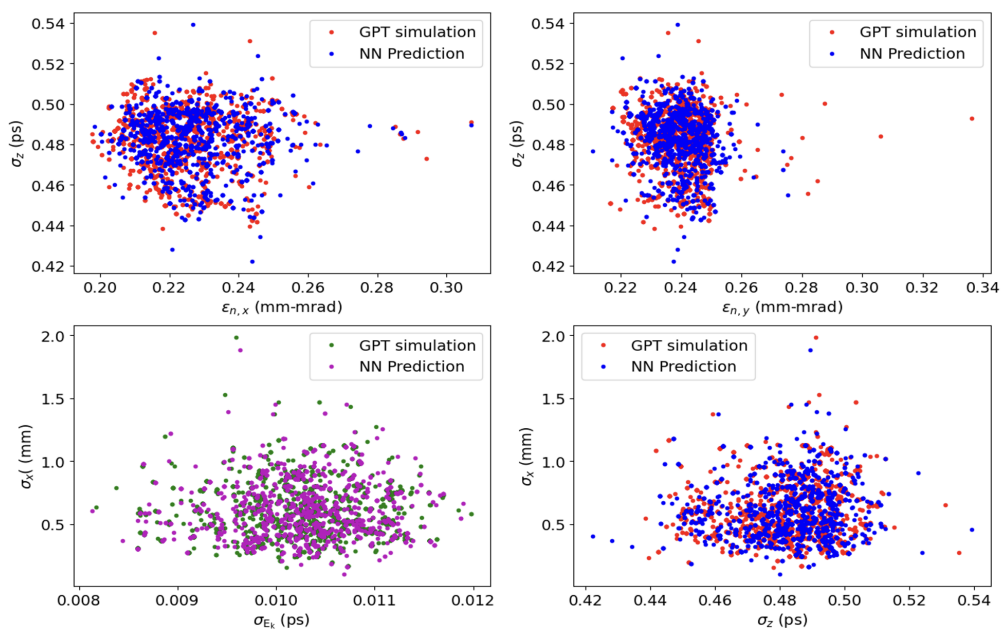 GPT simulation
NN Prediction
0.54
0.52
0.50
0.48
0.46
0.44
0.42
σz (ps)
0.20 0.22 0.24 0.26 0.28 0.30
εn, x (mm-mrad)
GPT simulation
NN Prediction
0.54
0.52
0.50
0.48
0.46
0.44
0.42
σz (ps)
0.22 0.24 0.26 0.28 0.30 0.32 0.34
εn, y (mm-mrad)
GPT simulation
NN Prediction
2.0
1.5
1.0
0.5
σx( (mm)
0.008 0.009 0.010 0.011 0.012
σEk (ps)
GPT simulation
NN Prediction
2.0
1.5
1.0
0.5
σx (mm)
0.42 0.44 0.46 0.48 0.50 0.52 0.54
σz (ps)